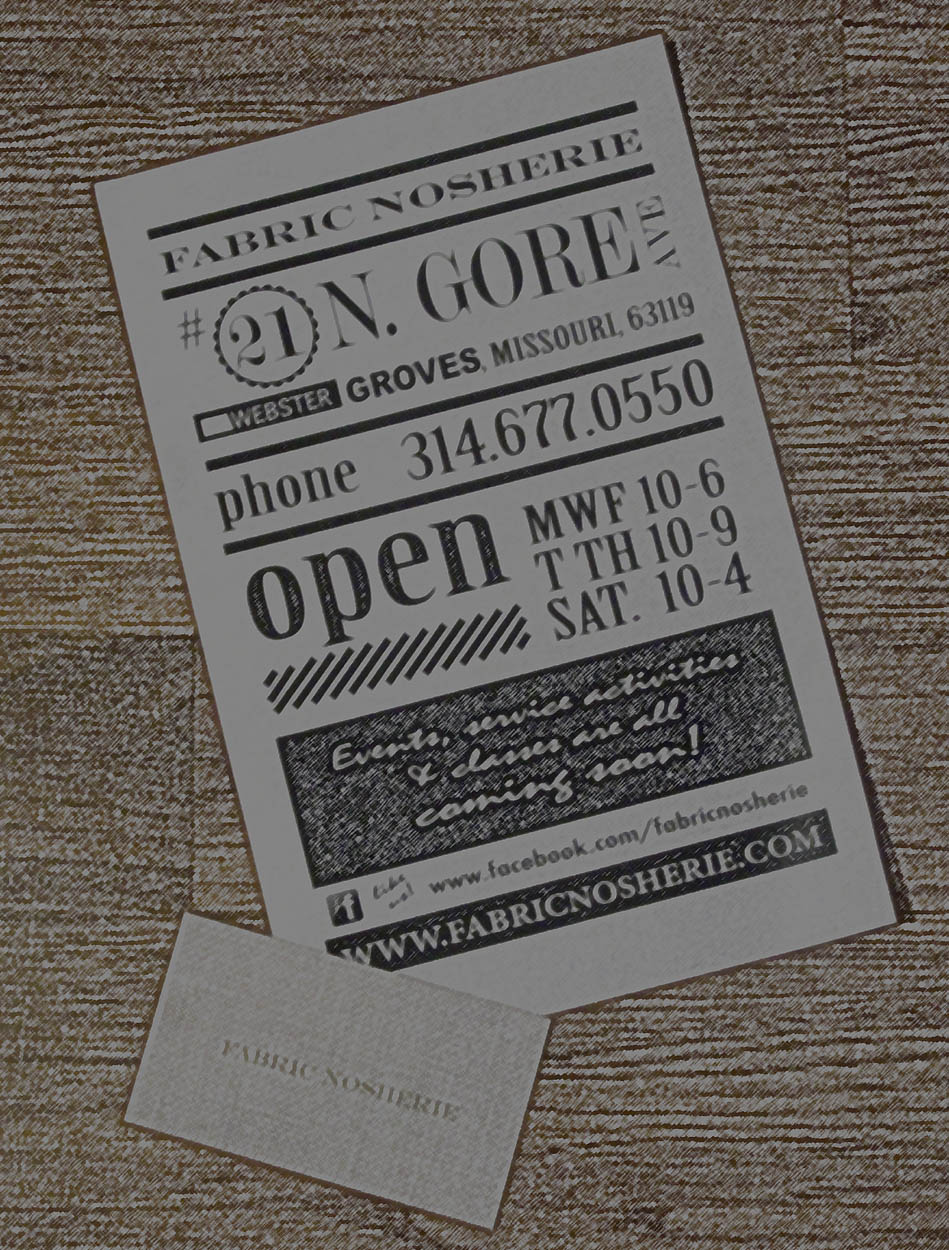 FABRIC NOSHERIE
# 21 N. GORE AVE
WEBSTER GROVES, MISSOURI, 63119
phone 314.677.0550
open
MWF 10-6
T TH 10-9
SAT. 10-4
Events, service activities
& classes are all
coming soon!
f like us! www.facebook.com/fabricnosherie
WWW.FABRICNOSHERIE.COM
FABRIC NOSHERIE